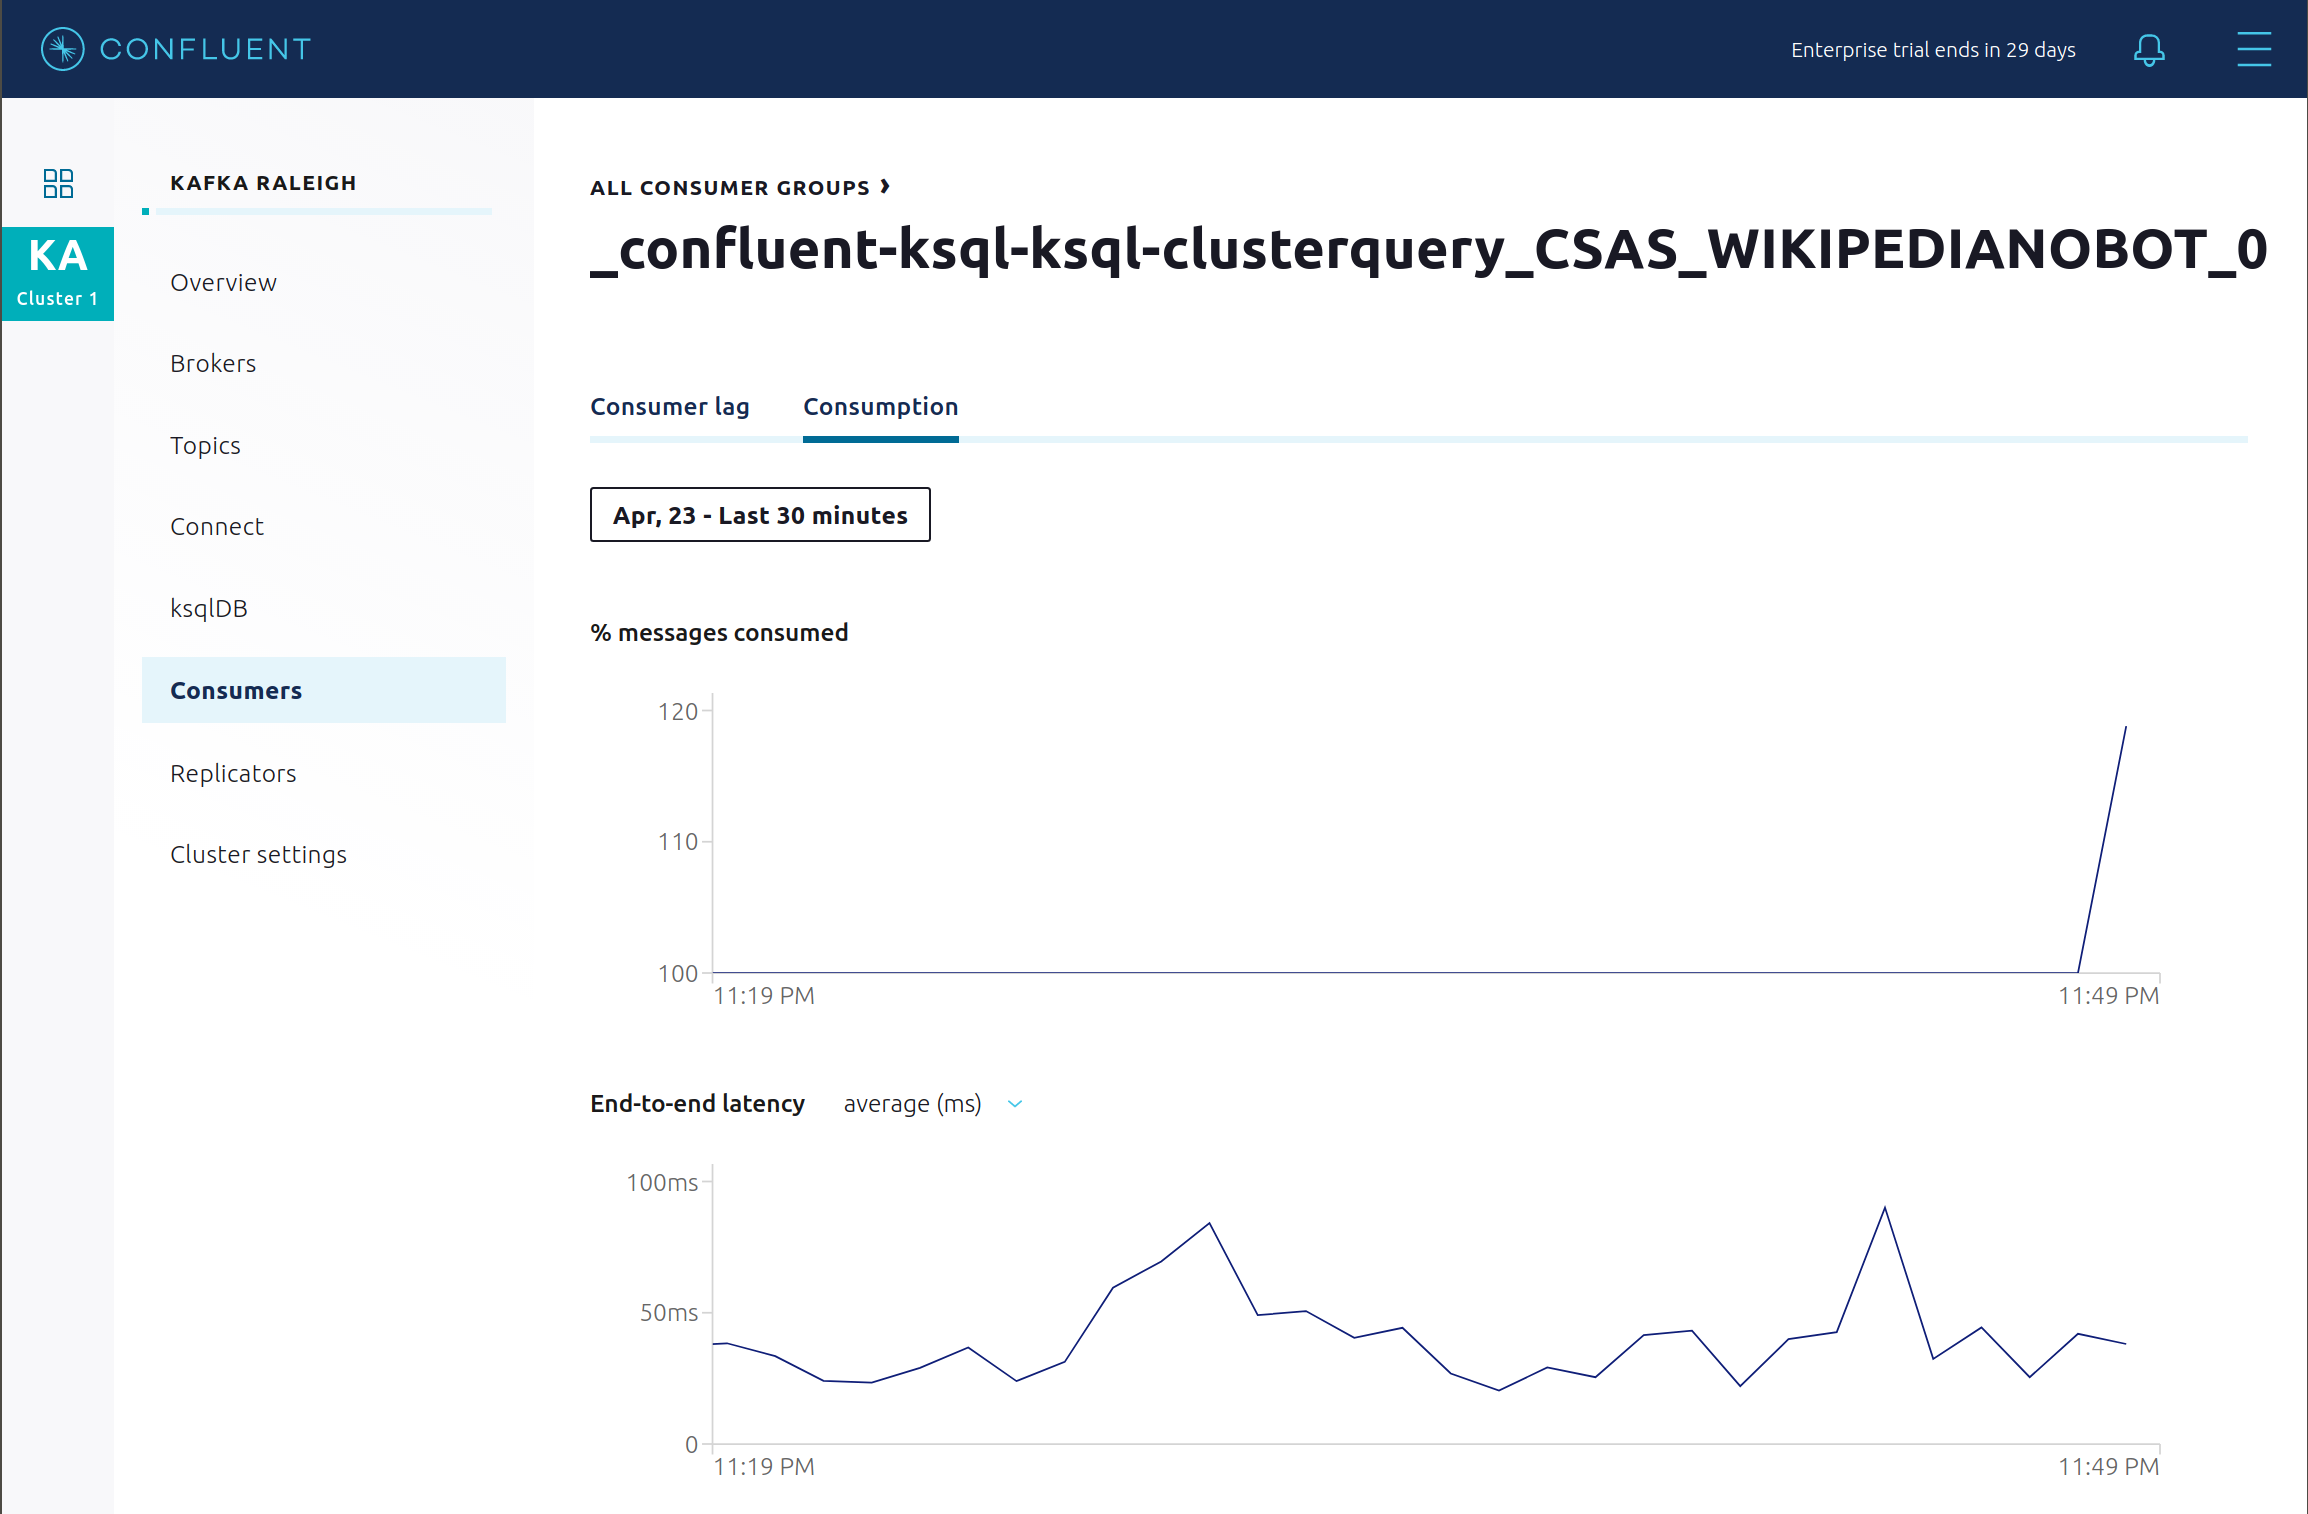 CONFLUENT
Enterprise trial ends in 29 days
KA
Cluster 1
KAFKA RALEIGH
Overview
Brokers
Topics
Connect
ksqlDB
Consumers
Replicators
Cluster settings
ALL CONSUMER GROUPS ›
_confluent-ksql-ksql-clusterquery_CSAS_WIKIPEDIANOBOT_0
Consumer lag Consumption
Apr, 23 - Last 30 minutes
% messages consumed
120
110
100
11:19 PM 11:49 PM
End-to-end latency average (ms)
100ms
50ms
0
11:19 PM 11:49 PM